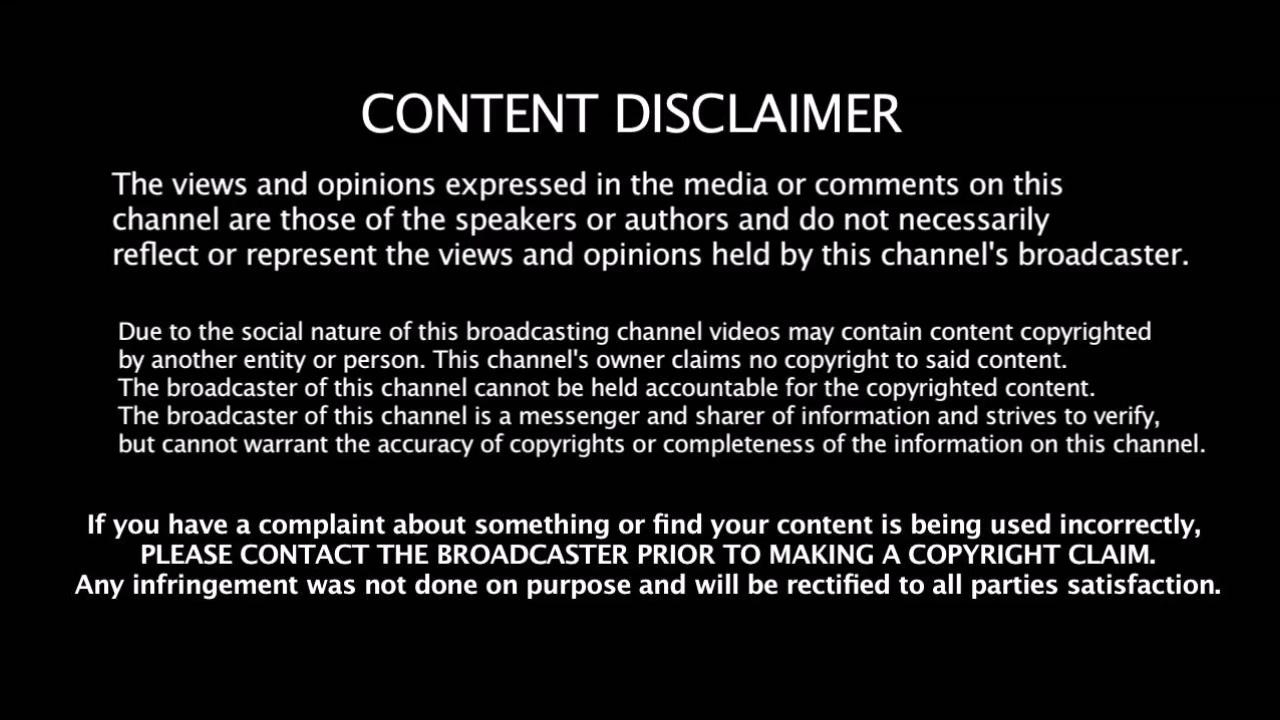 CONTENT DISCLAIMER
The views and opinions expressed in the media or comments on this
channel are those of the speakers or authors and do not necessarily
reflect or represent the views and opinions held by this channel's broadcaster.
Due to the social nature of this broadcasting channel videos may contain content copyrighted
by another entity or person. This channel's owner claims no copyright to said content.
The broadcaster of this channel cannot be held accountable for the copyrighted content.
The broadcaster of this channel is a messenger and sharer of information and strives to verify,
but cannot warrant the accuracy of copyrights or completeness of the information on this channel.
If you have a complaint about something or find your content is being used incorrectly,
PLEASE CONTACT THE BROADCASTER PRIOR TO MAKING A COPYRIGHT CLAIM.
Any infringement was not done on purpose and will be rectified to all parties satisfaction.